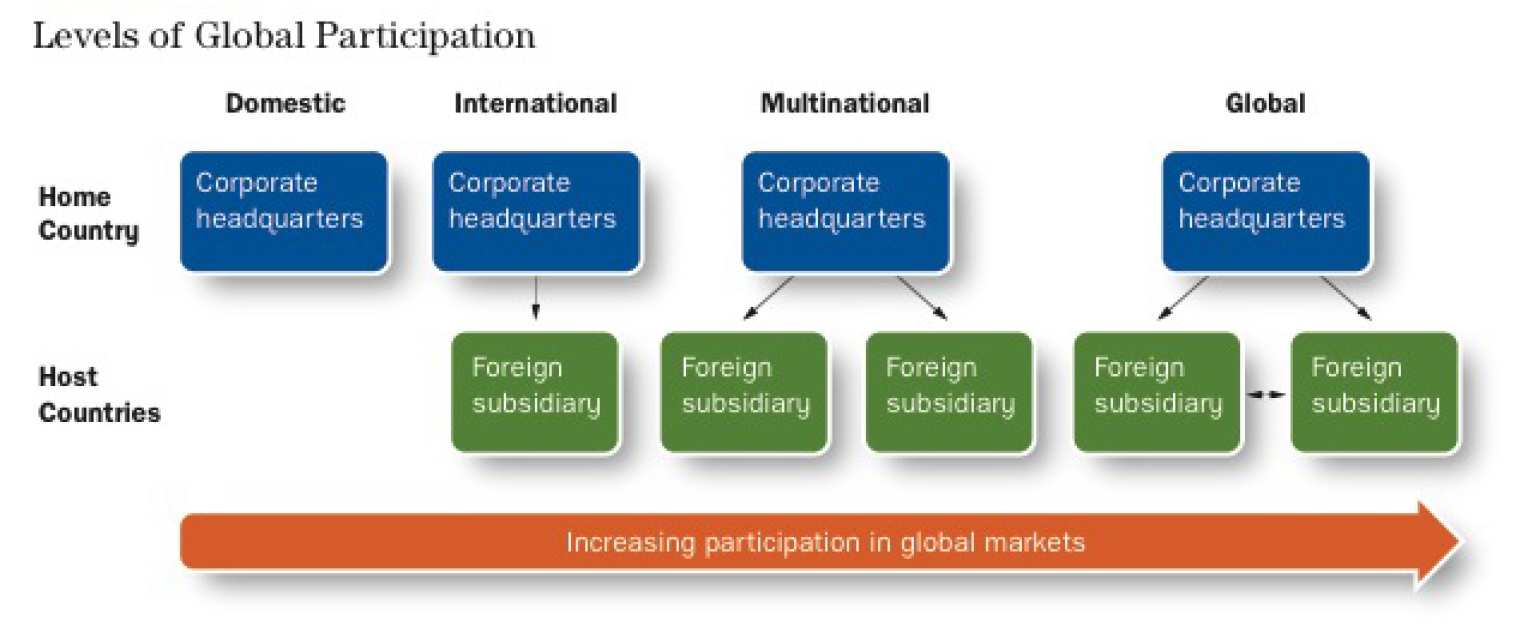 Levels of Global Participation
Domestic International Multinational Global
Home
Country
Corporate
headquarters
Corporate
headquarters
Corporate
headquarters
Corporate
headquarters
Host
Countries
Foreign
subsidiary
Foreign
subsidiary
Foreign
subsidiary
Foreign
subsidiary
Foreign
subsidiary
Increasing participation in global markets